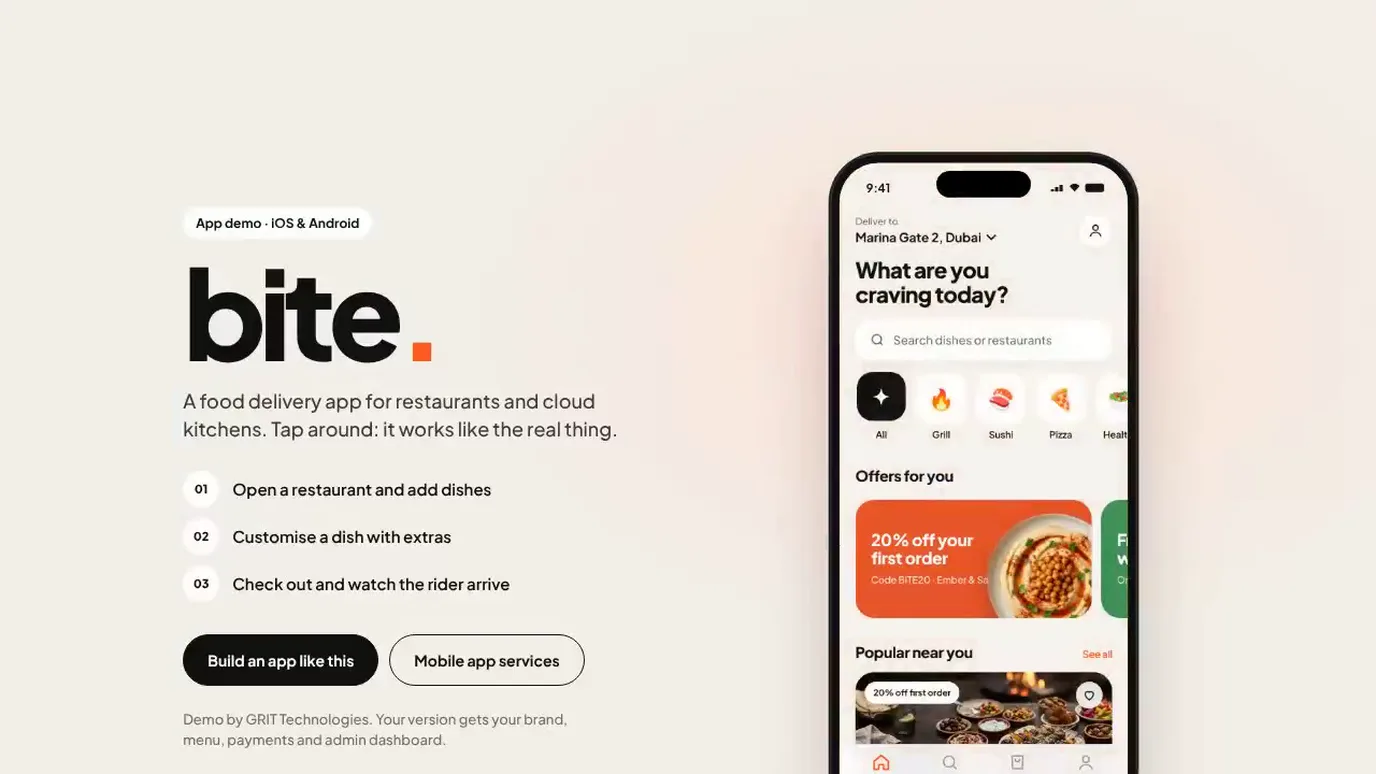 App demo · iOS & Android
bite.
A food delivery app for restaurants and cloud
kitchens. Tap around: it works like the real thing.
01 Open a restaurant and add dishes
02 Customise a dish with extras
03 Check out and watch the rider arrive
Build an app like this
Mobile app services
Demo by GRIT Technologies. Your version gets your brand,
menu, payments and admin dashboard.
9:41
Deliver to
Marina Gate 2, Dubai
What are you
craving today?
Search dishes or restaurants
All
Grill
Sushi
Pizza
Offers for you
20% off your
first order
Code BITE20 · Ember &
Popular near you
See all
20% off first order